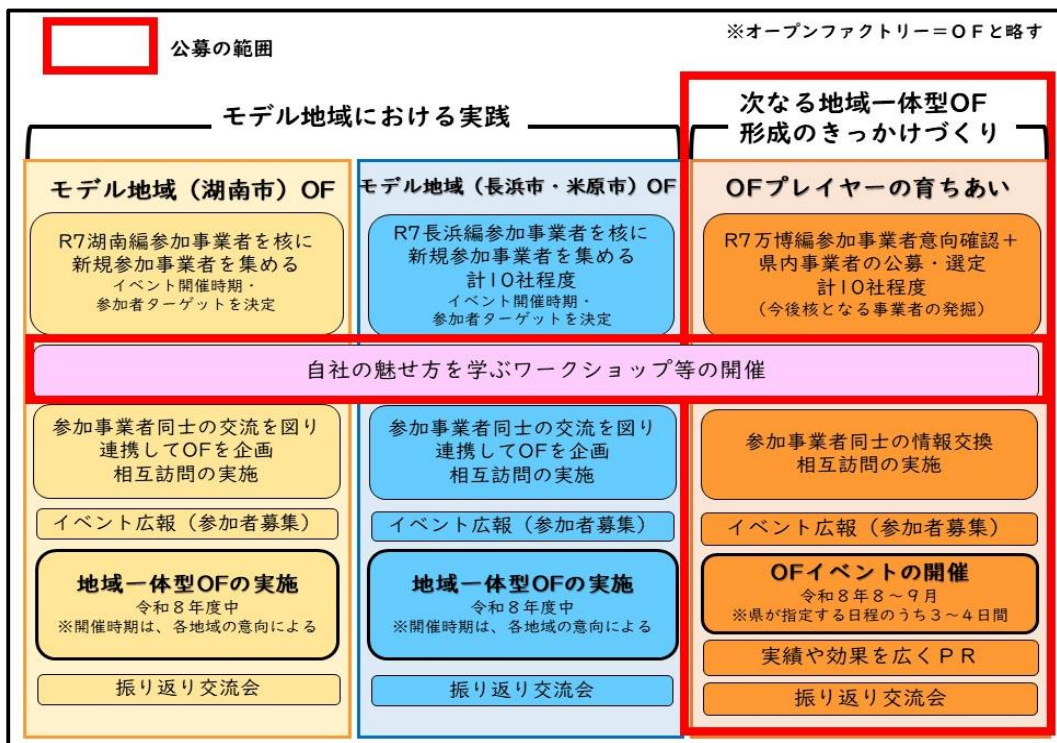 公募の範囲
※オープンファクトリー=OFと略す
モデル地域における実践
次なる地域一体型OF
形成のきっかけづくり
モデル地域（湖南市）OF
R7湖南編参加事業者を核に
新規参加事業者を集める
イベント開催時期・
参加者ターゲットを決定
モデル地域（長浜市・米原市）OF
R7長浜編参加事業者を核に
新規参加事業者を集める
計10社程度
イベント開催時期・
参加者ターゲットを決定
OFプレイヤーの育ちあい
R7万博編参加事業者意向確認＋
県内事業者の公募・選定
計10社程度
（今後核となる事業者の発掘）
自社の魅せ方を学ぶワークショップ等の開催
参加事業者同士の交流を図り
連携してOFを企画
相互訪問の実施
イベント広報（参加者募集）
地域一体型OFの実施
令和８年度中
※開催時期は、各地域の意向による
振り返り交流会
参加事業者同士の交流を図り
連携してOFを企画
相互訪問の実施
イベント広報（参加者募集）
地域一体型OFの実施
令和８年度中
※開催時期は、各地域の意向による
振り返り交流会
参加事業者同士の情報交換
相互訪問の実施
イベント広報（参加者募集）
OFイベントの開催
令和８年８～９月
※県が指定する日程のうち３～４日間
実績や効果を広くＰＲ
振り返り交流会